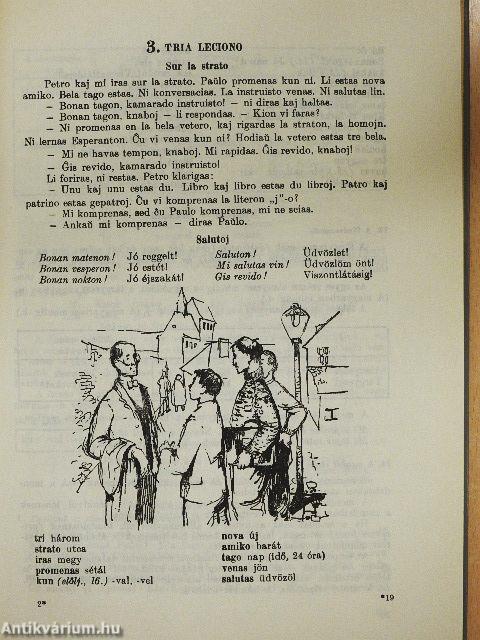 3. TRIA LECIONO
Sur la strato
Petro kaj mi iras sur la strato. Paŭlo promenas kun ni. Li estas nova
amiko. Bela tago estas. Ni konversacias. La instruisto venas. Ni salutas lin.
— Bonan tagon, kamarado instruisto! — ni diras kaj haltas.
— Bonan tagon, knaboj — li respondas. — Kion vi faras?
— Ni promenas en la bela vetero, kaj rigardas la straton, la homojn.
Ni lernas Esperanton. Ĉu vi venas kun ni? Hodiaŭ la vetero estas tre bela.
— Mi ne havas tempon, knaboj! Mi rapidas. Ĝis revido, knaboj!
— Ĝis revido, kamarado instruisto!
Li foriras, ni restas. Petro klarigas:
— Unu kaj unu estas du. Libro kaj libro estas du libroj. Patro kaj
patrino estas gepatroj. Ĉu vi komprenas la literon „j"-o?
— Mi komprenas, sed ĉu Paulo komprenas, mi ne scias.
— Ankaŭ mi komprenas — diras Paŭlo.
Salutoj
Bonan matenon! Jó reggelt! Saluton! Üdvözlet!
Bonan vesperon! Jó estét! Mi salutas vin! Üdvözlöm önt!
Bonan nokton! Jó éjszakát! Ĝis revido! Viszontlátásig!
tri három
strato utca
iras megy
promenas sétál
kun (elölj., 16.) -val, -vel
nova új
amiko barát
tago nap (idő, 24 óra)
venas jön
salutas üdvözöl
2*
*19
Antikvárium.hu